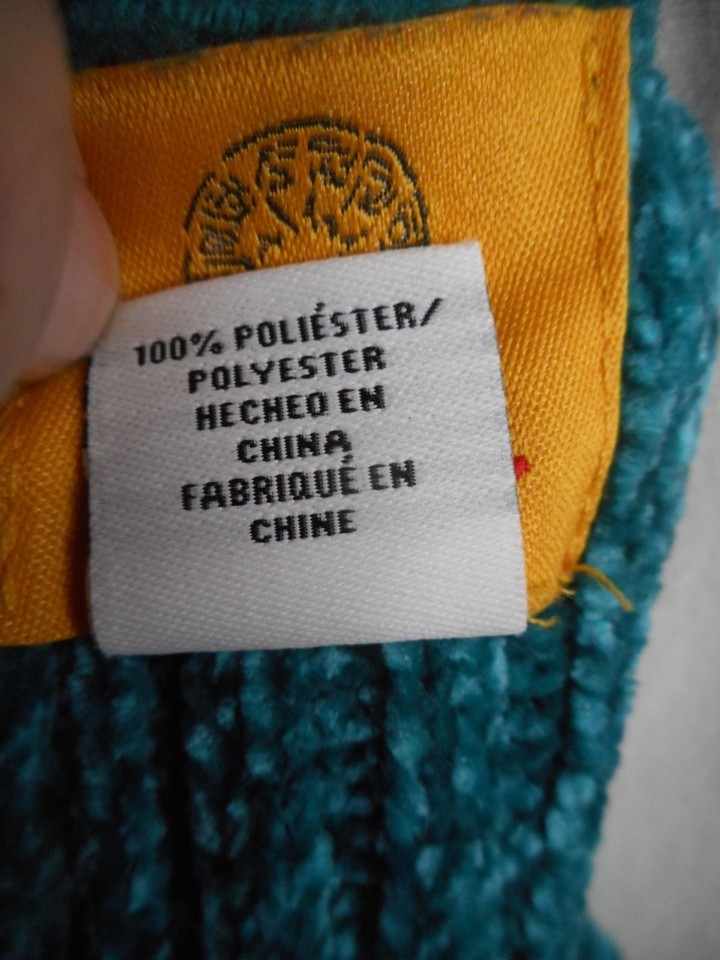 100% POLIÉSTER/
POLYESTER
HECHEO EN
CHINA
FABRIQUÉ EN
CHINE